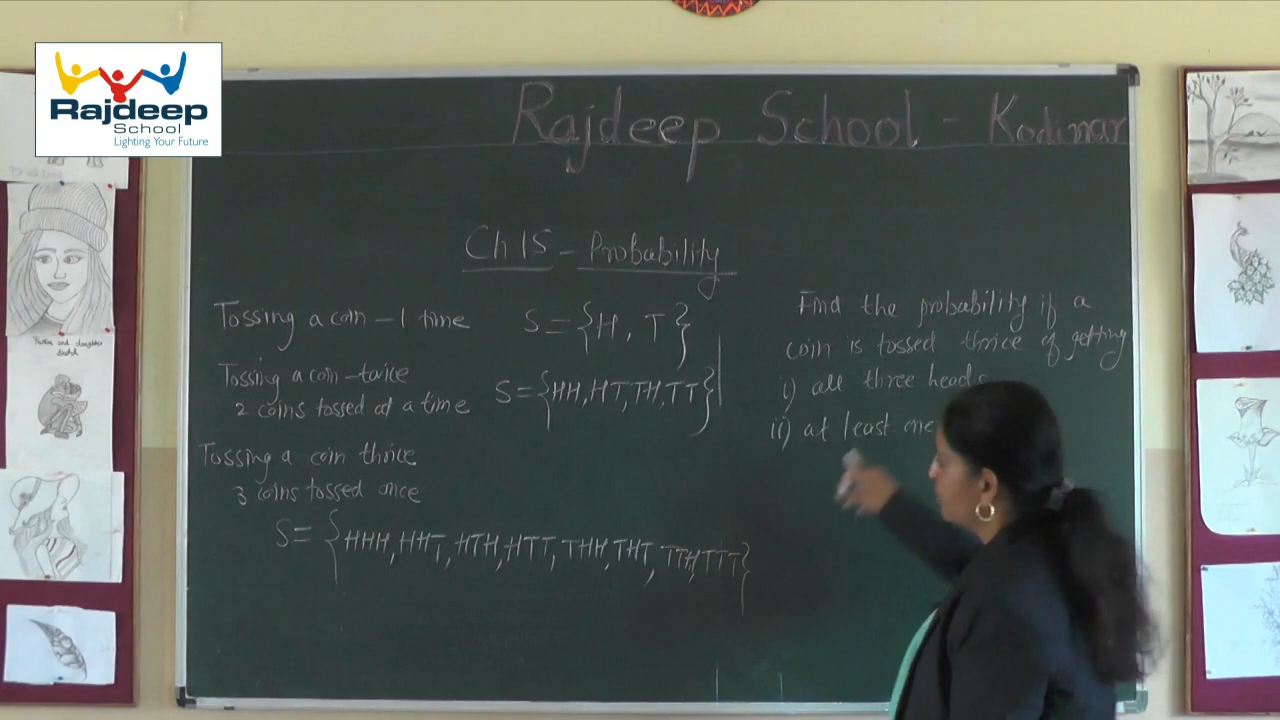 Rajdeep
School
Lighting Your Future
Rajdeep School - Kodinar
Ch 15 - Probability
Tossing a coin - 1 time S = {H, T}
Tossing a coin - twice
2 coins tossed at a time S = {HH, HT, TH, TT}
Tossing a coin thrice
3 coins tossed once
S = {HHH, HHT, HTH, HTT, THH, THT, TTH, TTT}
Find the probability if a
coin is tossed thrice of getting
i) all three heads
ii) at least one